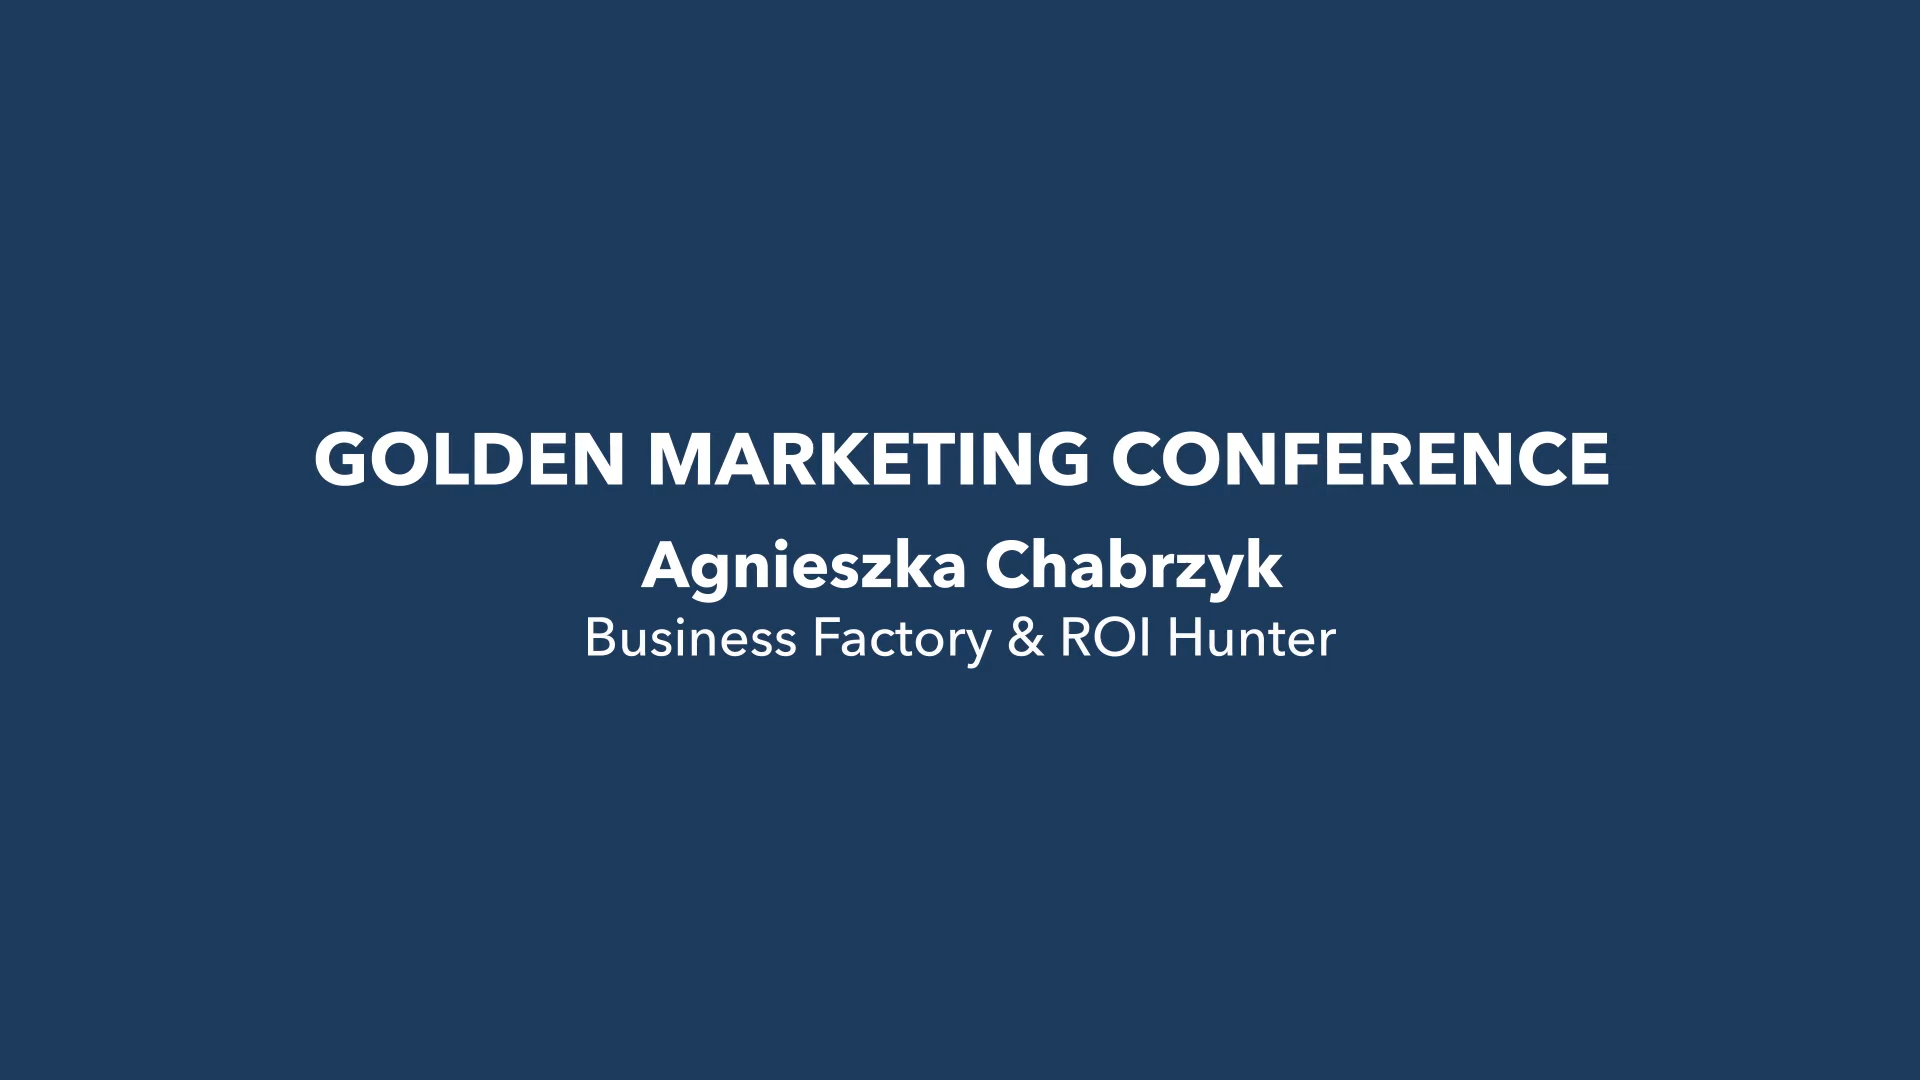 GOLDEN MARKETING CONFERENCE
Agnieszka Chabrzyk
Business Factory & ROI Hunter